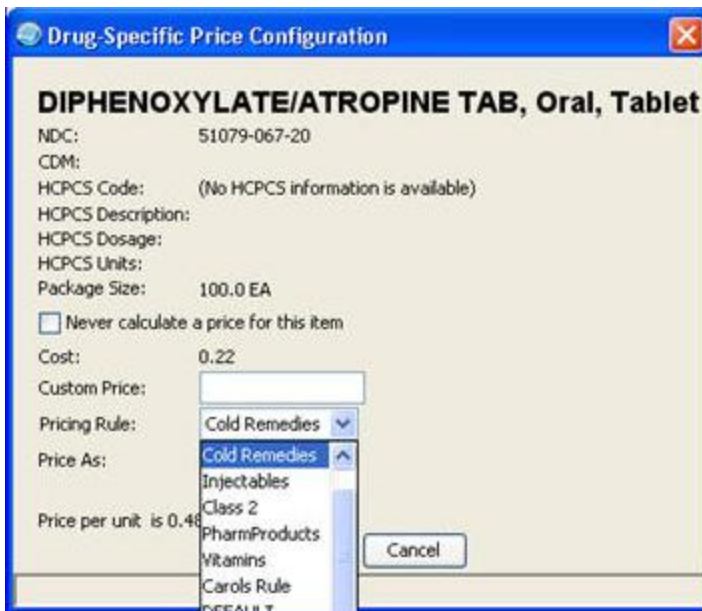 Drug-Specific Price Configuration
DIPHENOXYLATE/ATROPINE TAB, Oral, Tablet
NDC: 51079-067-20
CDM:
HCPCS Code: (No HCPCS information is available)
HCPCS Description:
HCPCS Dosage:
HCPCS Units:
Package Size: 100.0 EA
Never calculate a price for this item
Cost: 0.22
Custom Price:
Pricing Rule: Cold Remedies
Price As: Cold Remedies
Injectables
Class 2
Price per unit is 0.48
PharmProducts
Vitamins
Cancel
Carols Rule
DEFAULT